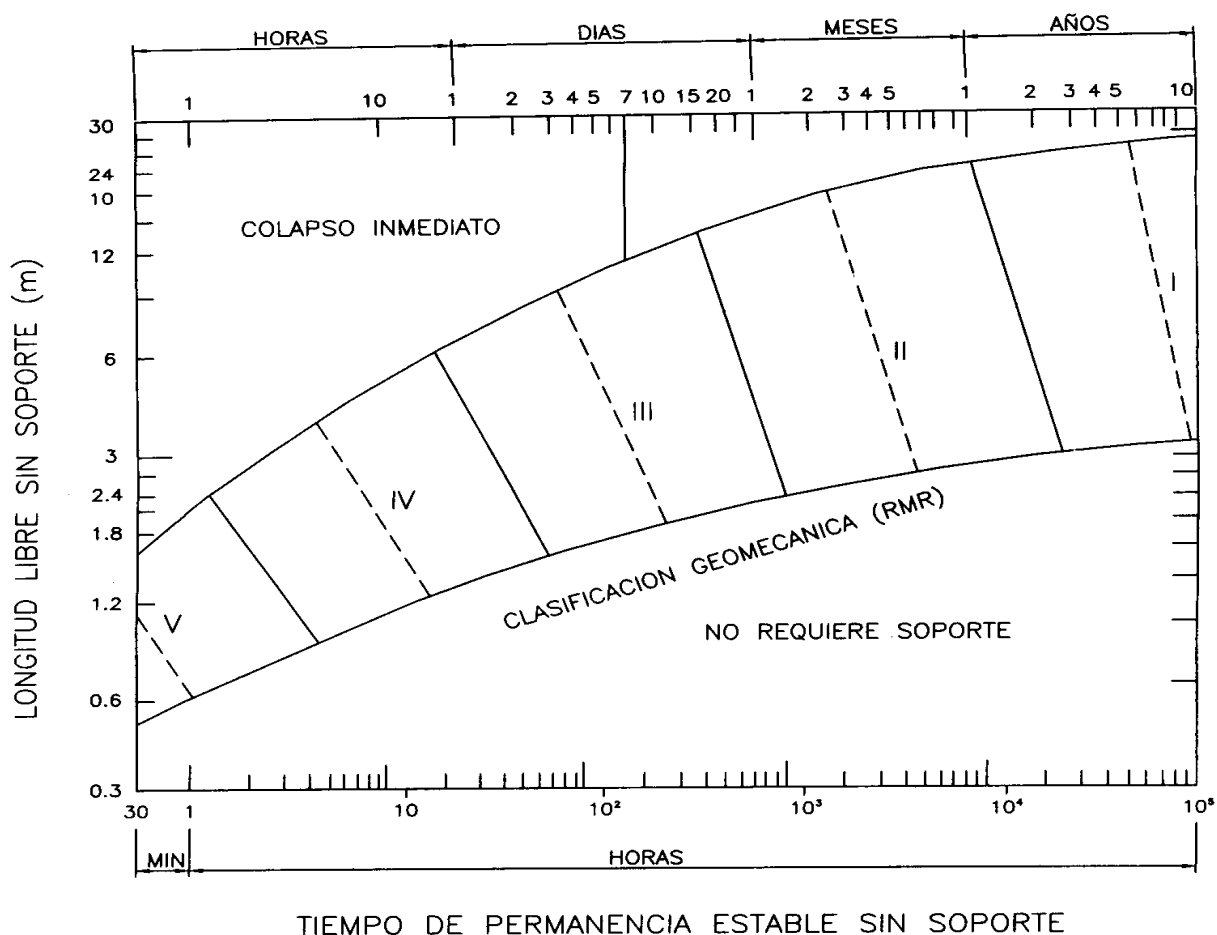 HORAS DIAS MESES AÑOS
1 10 1 2 3 4 5 7 10 15 20 1 2 3 4 5 1 2 3 4 5 10
30
24
10
12
6
3
2.4
1.8
1.2
0.6
0.3
LONGITUD LIBRE SIN SOPORTE (m)
COLAPSO INMEDIATO
I
II
III
IV
V
CLASIFICACION GEOMECANICA (RMR)
NO REQUIERE SOPORTE
30 1 10 10² 10³ 10⁴ 10⁵
MIN HORAS
TIEMPO DE PERMANENCIA ESTABLE SIN SOPORTE